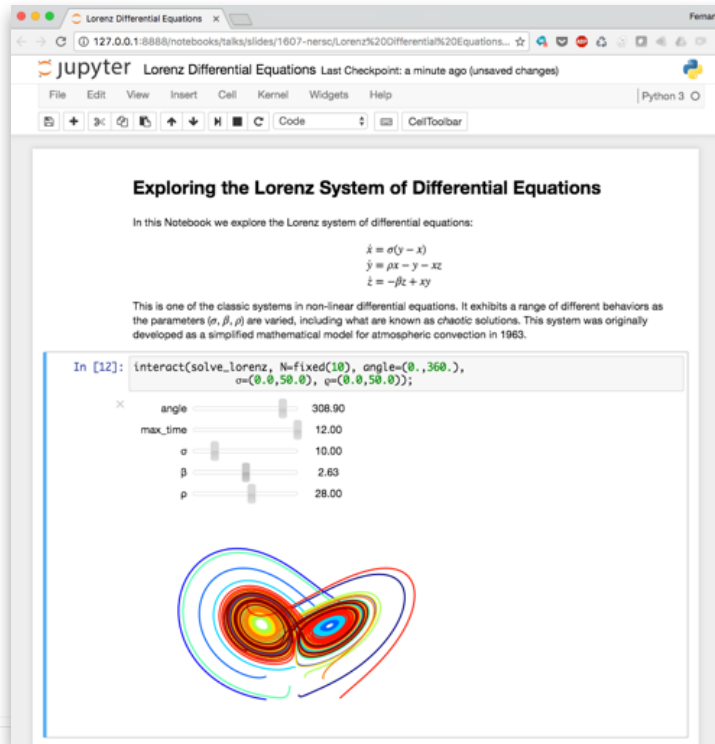 Lorenz Differential Equations
Fernan
127.0.0.1:8888/notebooks/talks/slides/1607-nersc/Lorenz%20Differential%20Equations...
ABP
jupyter Lorenz Differential Equations Last Checkpoint: a minute ago (unsaved changes)
File Edit View Insert Cell Kernel Widgets Help Python 3
Code CellToolbar
Exploring the Lorenz System of Differential Equations
In this Notebook we explore the Lorenz system of differential equations:
ẋ = σ(y − x)
ẏ = ρx − y − xz
ż = −βz + xy
This is one of the classic systems in non-linear differential equations. It exhibits a range of different behaviors as
the parameters (σ, β, ρ) are varied, including what are known as chaotic solutions. This system was originally
developed as a simplified mathematical model for atmospheric convection in 1963.
In [12]: interact(solve_lorenz, N=fixed(10), angle=(0.,360.),
σ=(0.0,50.0), ρ=(0.0,50.0));
angle 308.90
max_time 12.00
σ 10.00
β 2.63
ρ 28.00